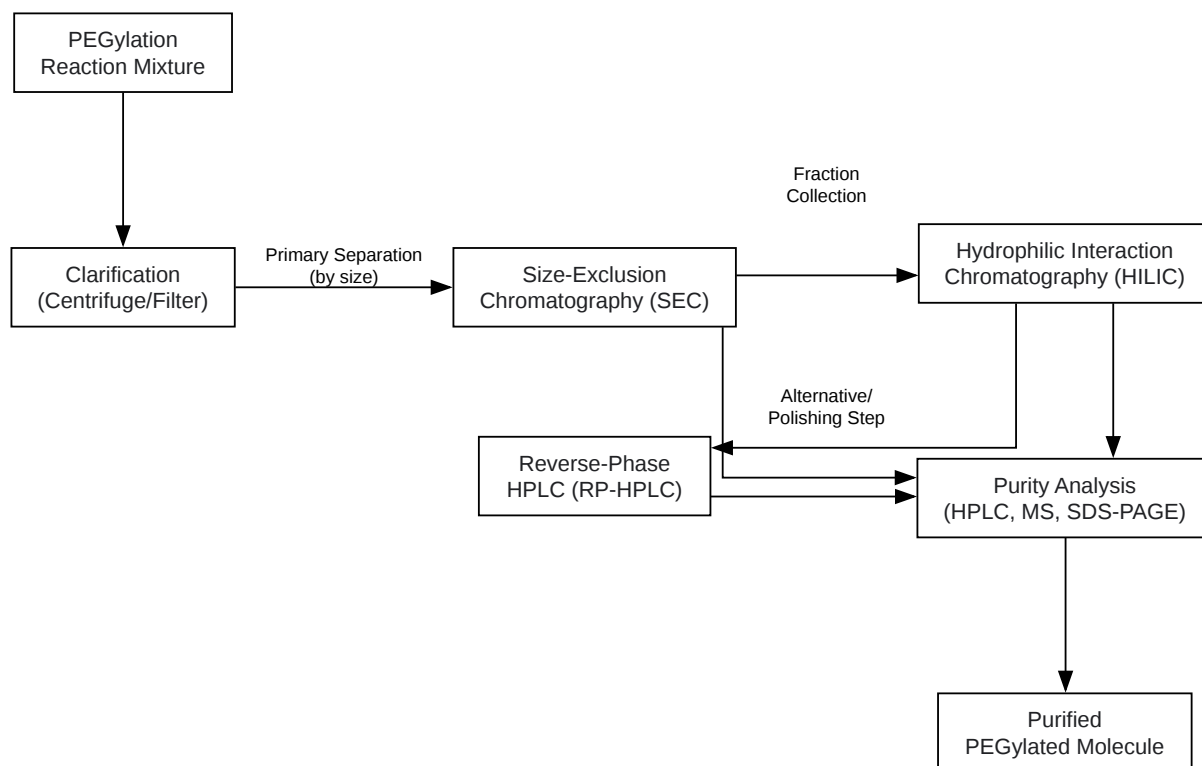 PEGylation
Reaction Mixture
Fraction
Collection
Clarification
(Centrifuge/Filter)
Primary Separation
(by size)
Size-Exclusion
Chromatography (SEC)
Hydrophilic Interaction
Chromatography (HILIC)
Alternative/
Polishing Step
Reverse-Phase
HPLC (RP-HPLC)
Purity Analysis
(HPLC, MS, SDS-PAGE)
Purified
PEGylated Molecule